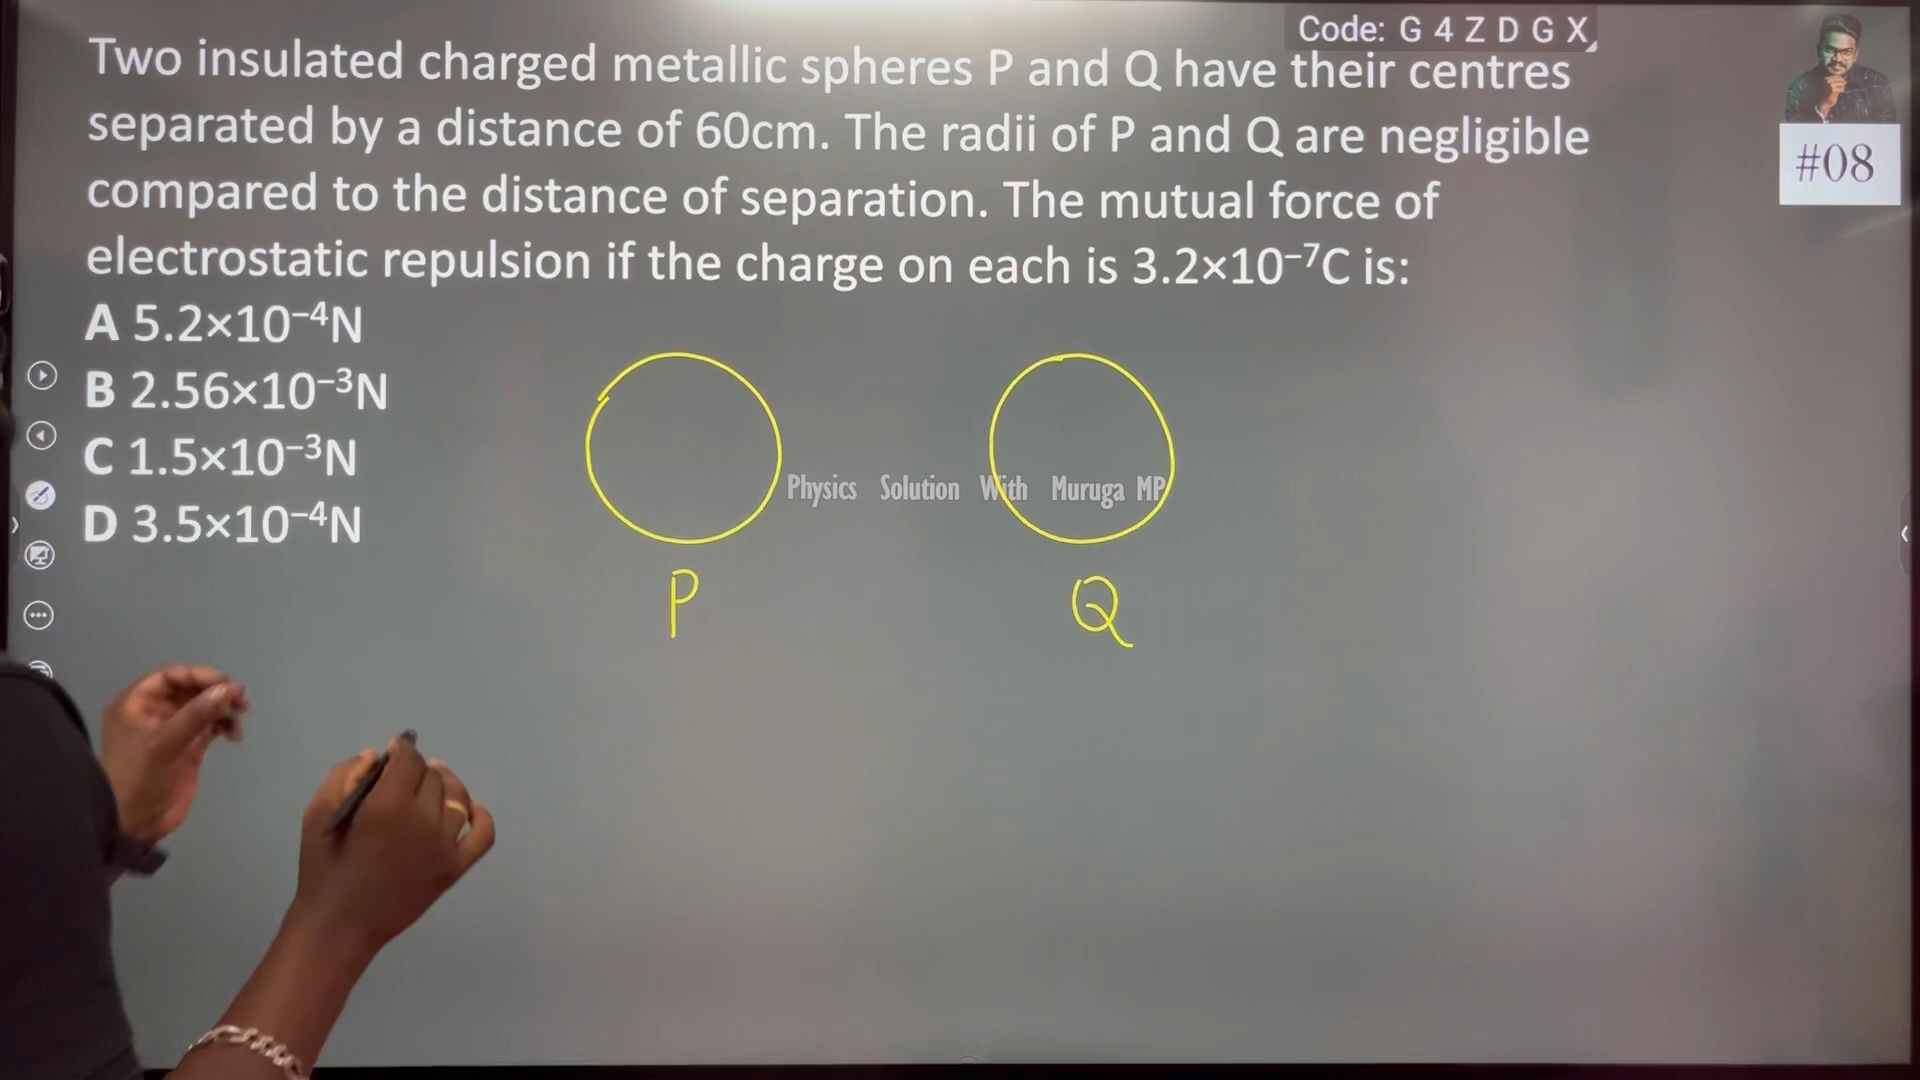 Code: G 4 Z D G X
Two insulated charged metallic spheres P and Q have their centres
separated by a distance of 60cm. The radii of P and Q are negligible
compared to the distance of separation. The mutual force of
electrostatic repulsion if the charge on each is 3.2×10⁻⁷C is:
#08
A 5.2×10⁻⁴N
B 2.56×10⁻³N
C 1.5×10⁻³N
D 3.5×10⁻⁴N
Physics Solution With Muruga MP
P
Q